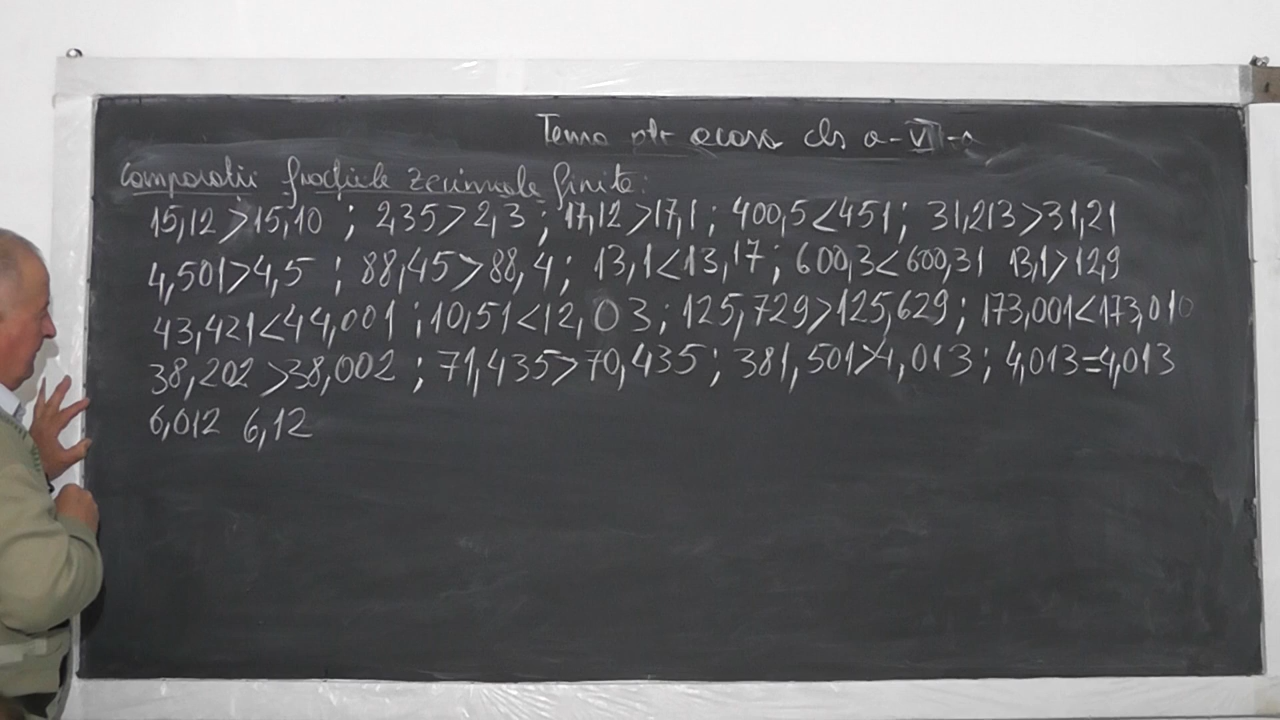 Tema ptr acasa cls a-VI-a
Comparatii fractiile zecimale finite:
15,12>15,10 ; 2,35>2,3 ; 17,12>17,1 ; 400,5<451 ; 31,213>31,21
4,501>4,5 ; 88,45>88,4 ; 13,1<13,17 ; 600,3<600,31 13,1>12,9
43,421<44,001 ; 10,51<12,03 ; 125,729>125,629 ; 173,001<173,010
38,202>38,002 ; 71,435>70,435 ; 381,501>1,013 ; 4,013=4,013
6,012 6,12